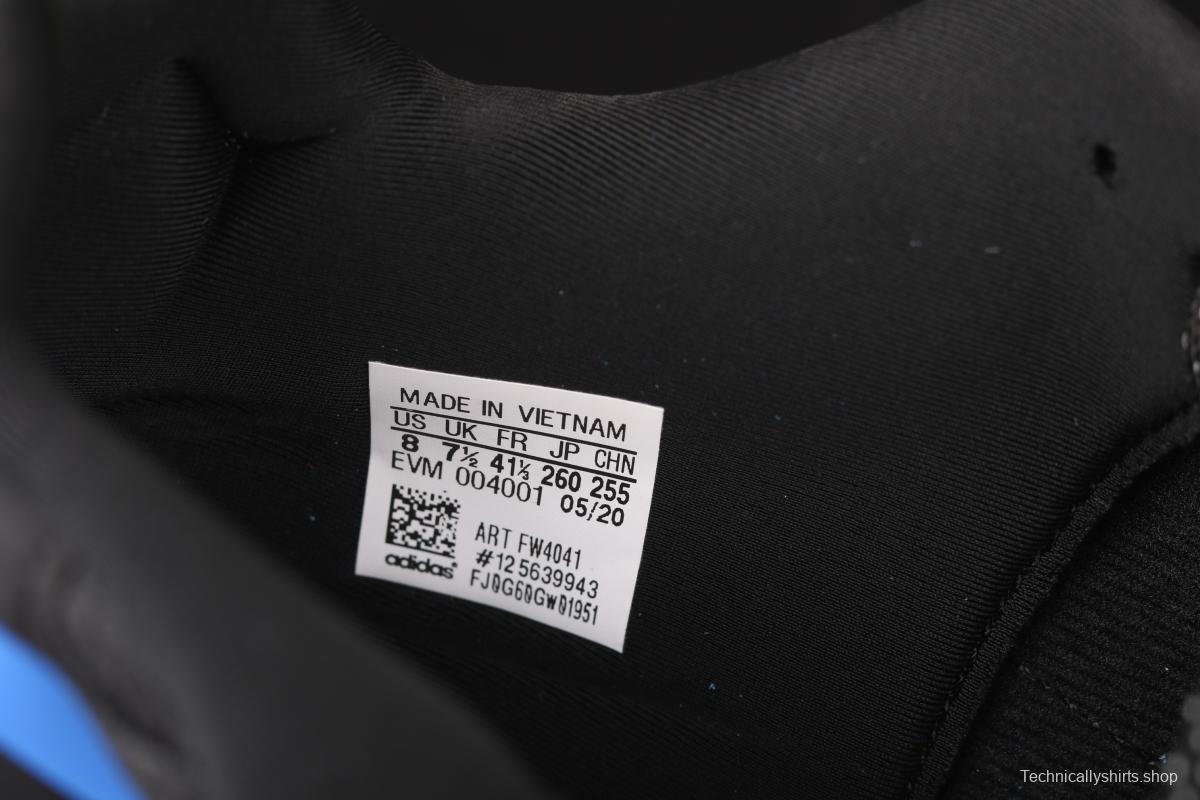 MADE IN VIETNAM
US UK FR JP CHN
8 7½ 41⅓ 260 255
EVM 004001 05/20
ART FW4041
#125639943
FJ0G60GW01951
adidas
Technicallyshirts.shop